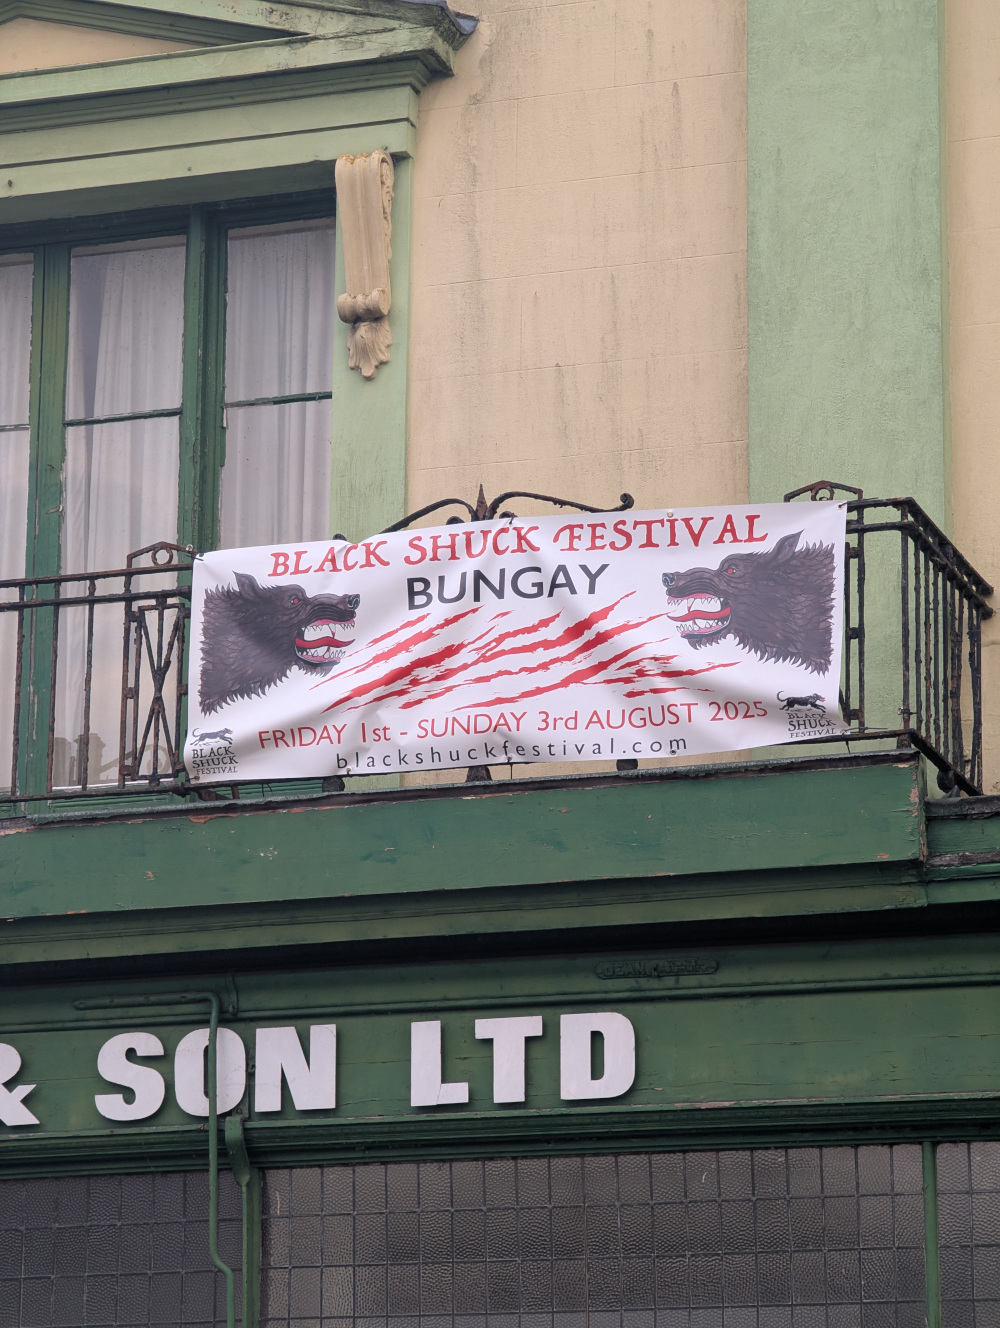 BLACK SHUCK FESTIVAL
BUNGAY
FRIDAY 1st - SUNDAY 3rd AUGUST 2025
blackshuckfestival.com
BLACK
SHUCK
FESTIVAL
BLACK
SHUCK
FESTIVAL
& SON LTD